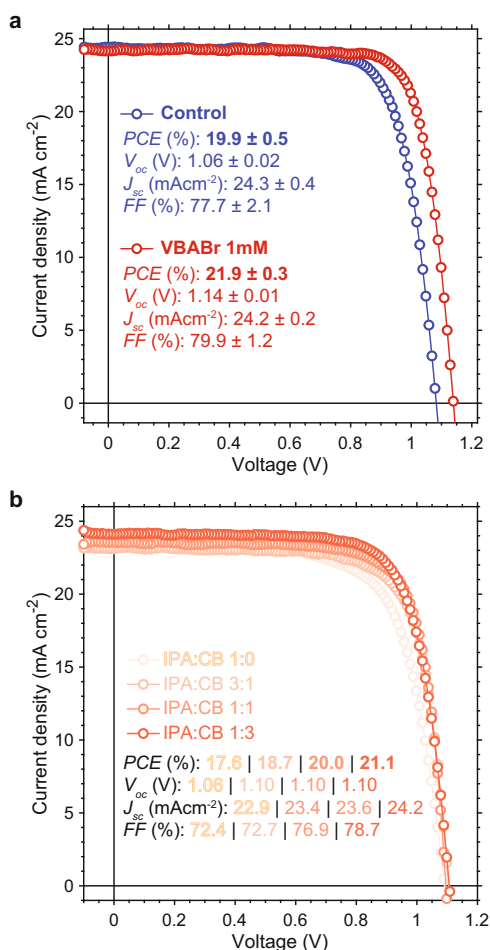 a
25
20
15
10
5
0
Current density (mA cm⁻²)
Control
PCE (%): 19.9 ± 0.5
Voc (V): 1.06 ± 0.02
Jsc (mAcm⁻²): 24.3 ± 0.4
FF (%): 77.7 ± 2.1
VBABr 1mM
PCE (%): 21.9 ± 0.3
Voc (V): 1.14 ± 0.01
Jsc (mAcm⁻²): 24.2 ± 0.2
FF (%): 79.9 ± 1.2
0 0.2 0.4 0.6 0.8 1 1.2
Voltage (V)
b
25
20
15
10
5
0
Current density (mA cm⁻²)
IPA:CB 1:0
IPA:CB 3:1
IPA:CB 1:1
IPA:CB 1:3
PCE (%): 17.6 | 18.7 | 20.0 | 21.1
Voc (V): 1.06 | 1.10 | 1.10 | 1.10
Jsc (mAcm⁻²): 22.9 | 23.4 | 23.6 | 24.2
FF (%): 72.4 | 72.7 | 76.9 | 78.7
0 0.2 0.4 0.6 0.8 1 1.2
Voltage (V)